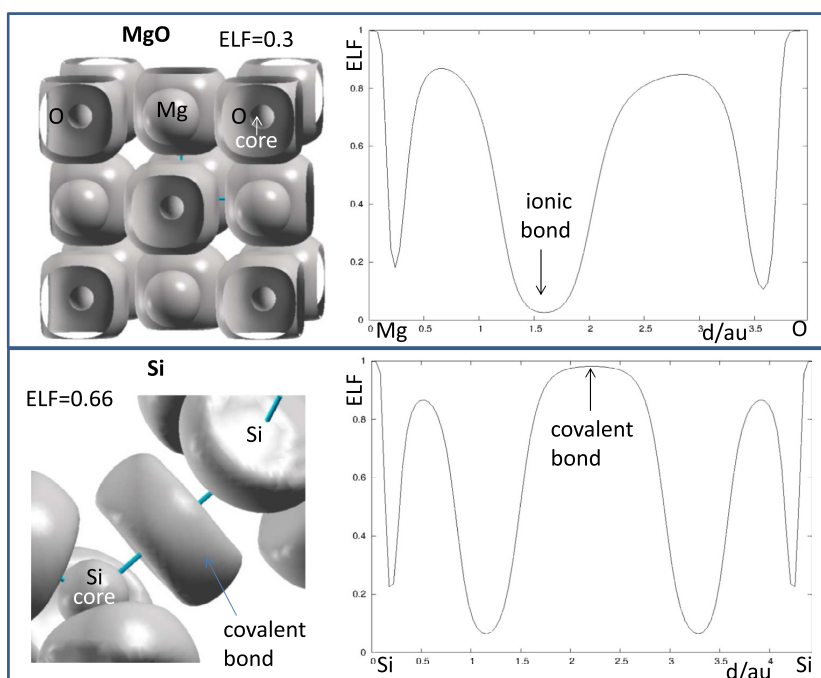 MgO
ELF=0.3
O
Mg
O
core
ELF
1
0.8
0.6
0.4
0.2
0
ionic
bond
Mg
0.5
1
1.5
2
2.5
3
d/au
3.5
O
Si
ELF=0.66
Si
Si
core
covalent
bond
ELF
1
0.8
0.6
0.4
0.2
0
covalent
bond
0
Si
0.5
1
1.5
2
2.5
3
3.5
d/au
4
Si